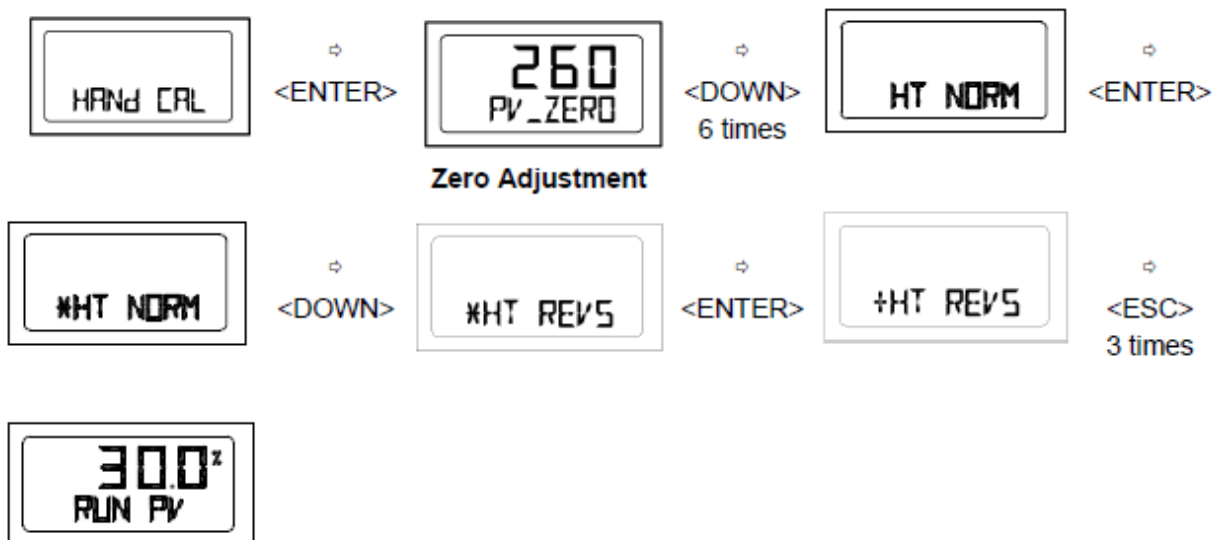 HANd CAL
⇨
<ENTER>
260
PV_ZERO
⇨
<DOWN>
6 times
HT NORM
⇨
<ENTER>
Zero Adjustment
*HT NORM
⇨
<DOWN>
*HT REVS
⇨
<ENTER>
+HT REVS
⇨
<ESC>
3 times
30.0%
RUN PV